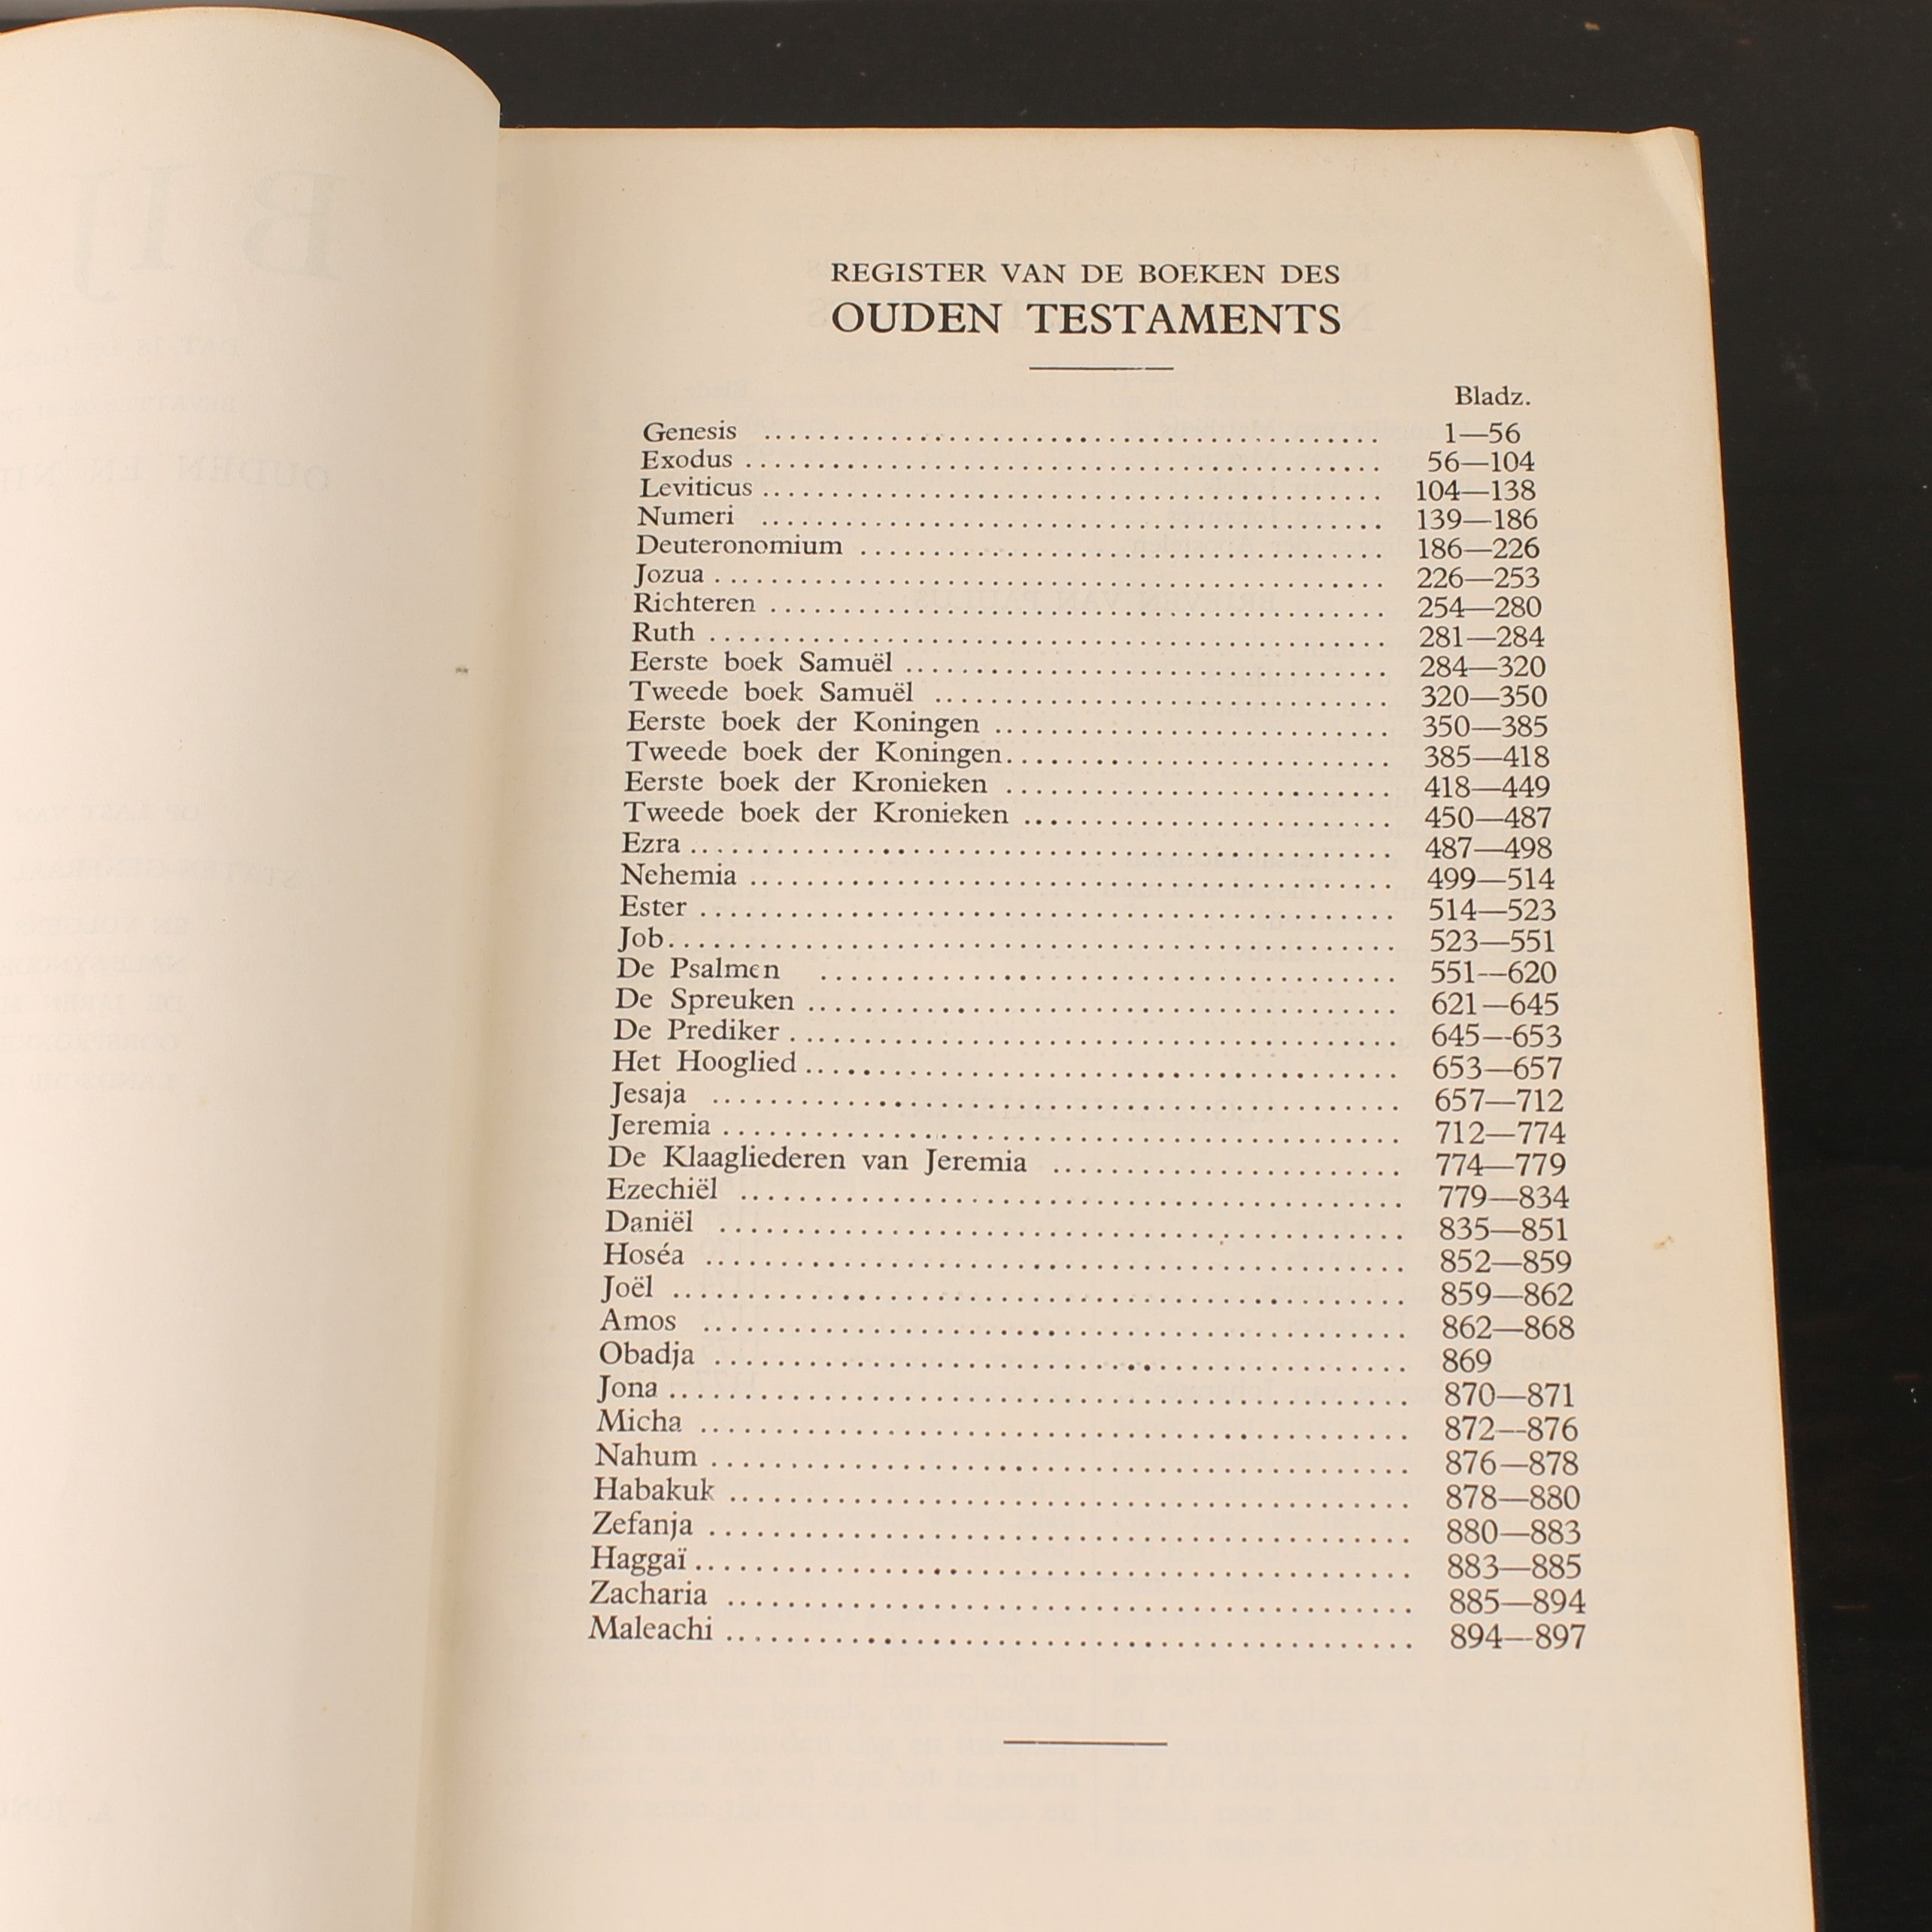 REGISTER VAN DE BOEKEN DES
OUDEN TESTAMENTS
Bladz.
Genesis ........ 1—56
Exodus ........ 56—104
Leviticus ........ 104—138
Numeri ........ 139—186
Deuteronomium ........ 186—226
Jozua ........ 226—253
Richteren ........ 254—280
Ruth ........ 281—284
Eerste boek Samuël ........ 284—320
Tweede boek Samuël ........ 320—350
Eerste boek der Koningen ........ 350—385
Tweede boek der Koningen ........ 385—418
Eerste boek der Kronieken ........ 418—449
Tweede boek der Kronieken ........ 450—487
Ezra ........ 487—498
Nehemia ........ 499—514
Ester ........ 514—523
Job ........ 523—551
De Psalmen ........ 551—620
De Spreuken ........ 621—645
De Prediker ........ 645—653
Het Hooglied ........ 653—657
Jesaja ........ 657—712
Jeremia ........ 712—774
De Klaagliederen van Jeremia ........ 774—779
Ezechiël ........ 779—834
Daniël ........ 835—851
Hoséa ........ 852—859
Joël ........ 859—862
Amos ........ 862—868
Obadja ........ 869
Jona ........ 870—871
Micha ........ 872—876
Nahum ........ 876—878
Habakuk ........ 878—880
Zefanja ........ 880—883
Haggaï ........ 883—885
Zacharia ........ 885—894
Maleachi ........ 894—897